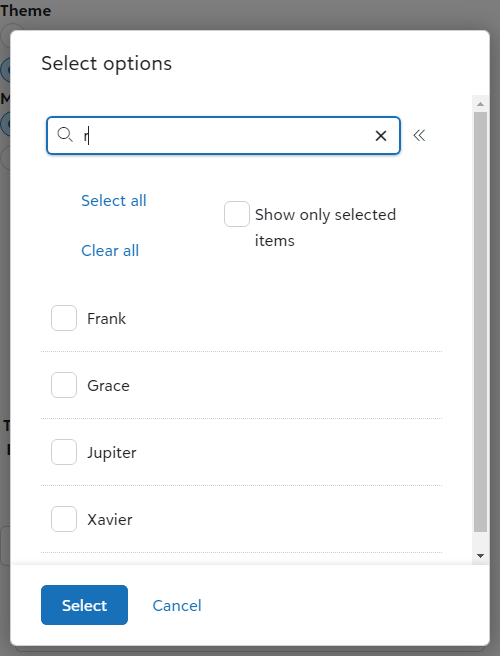 Theme
Select options
r
Select all
Show only selected
items
Clear all
Frank
Grace
Jupiter
Xavier
Select
Cancel